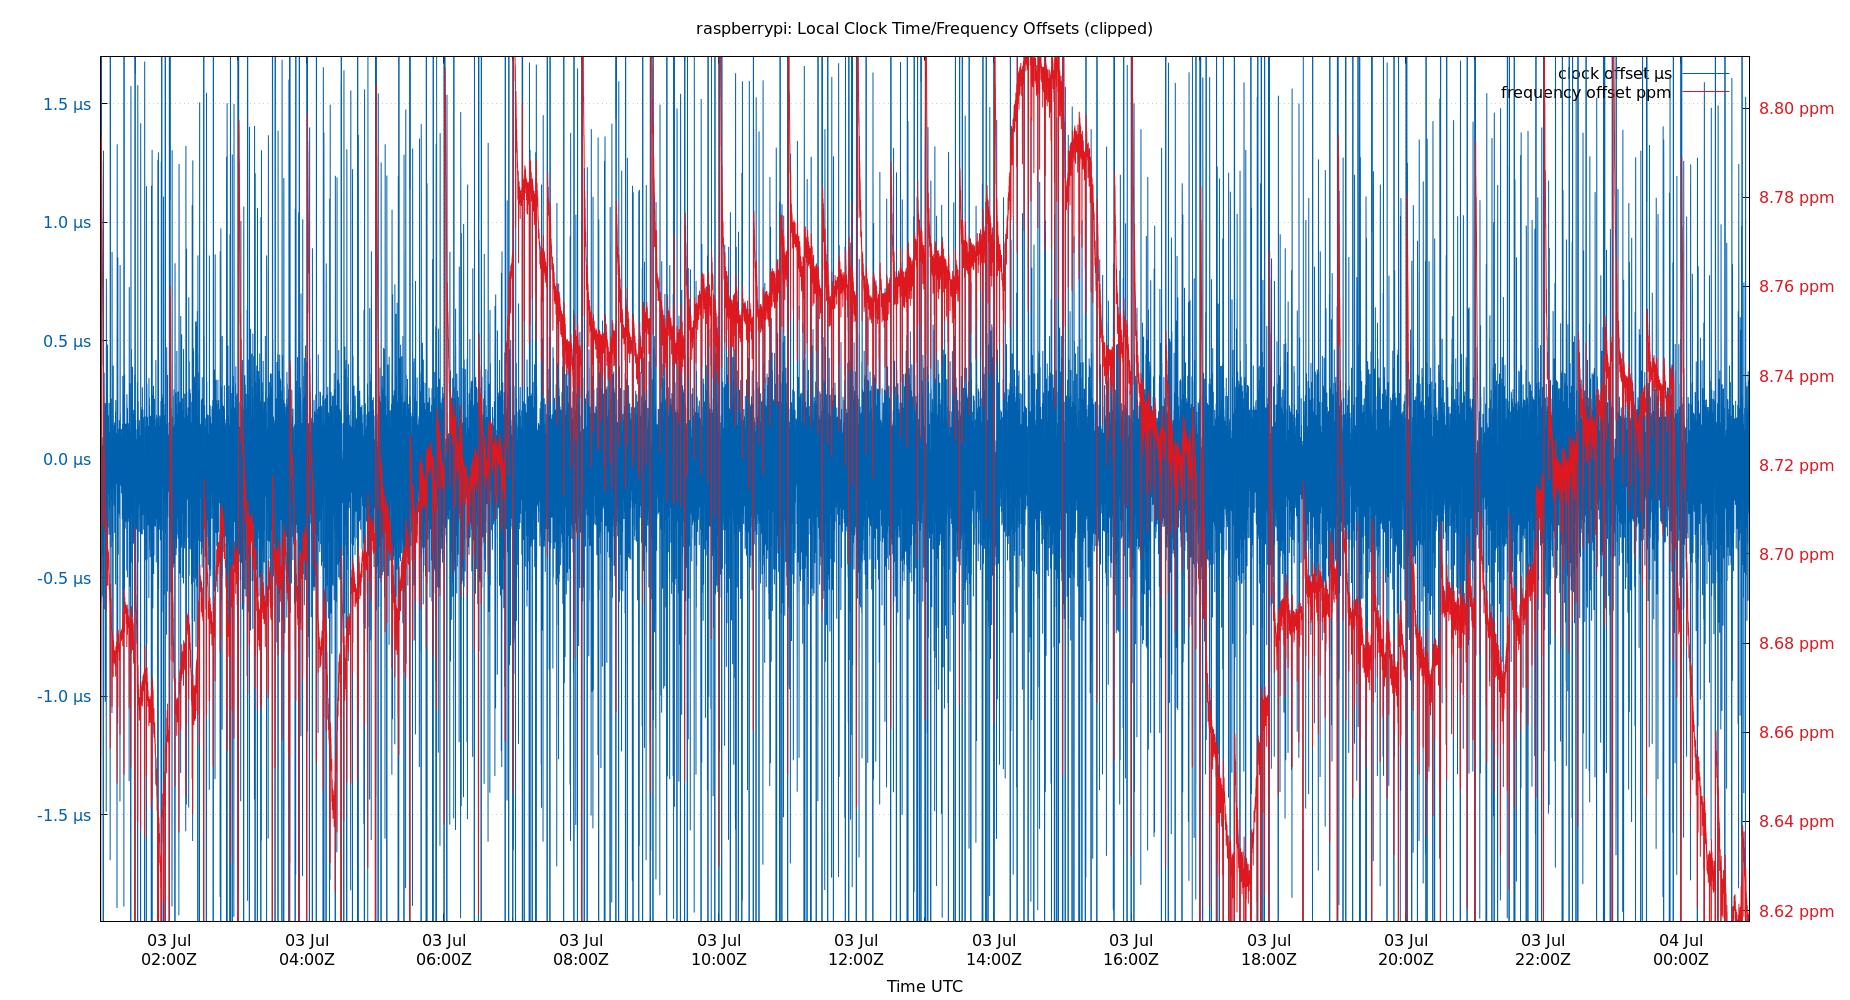 raspberrypi: Local Clock Time/Frequency Offsets (clipped)
clock offset µs
frequency offset ppm
1.5 µs
1.0 µs
0.5 µs
0.0 µs
-0.5 µs
-1.0 µs
-1.5 µs
8.80 ppm
8.78 ppm
8.76 ppm
8.74 ppm
8.72 ppm
8.70 ppm
8.68 ppm
8.66 ppm
8.64 ppm
8.62 ppm
03 Jul 03 Jul 03 Jul 03 Jul 03 Jul 03 Jul 03 Jul 03 Jul 03 Jul 03 Jul 03 Jul 04 Jul
02:00Z 04:00Z 06:00Z 08:00Z 10:00Z 12:00Z 14:00Z 16:00Z 18:00Z 20:00Z 22:00Z 00:00Z
Time UTC